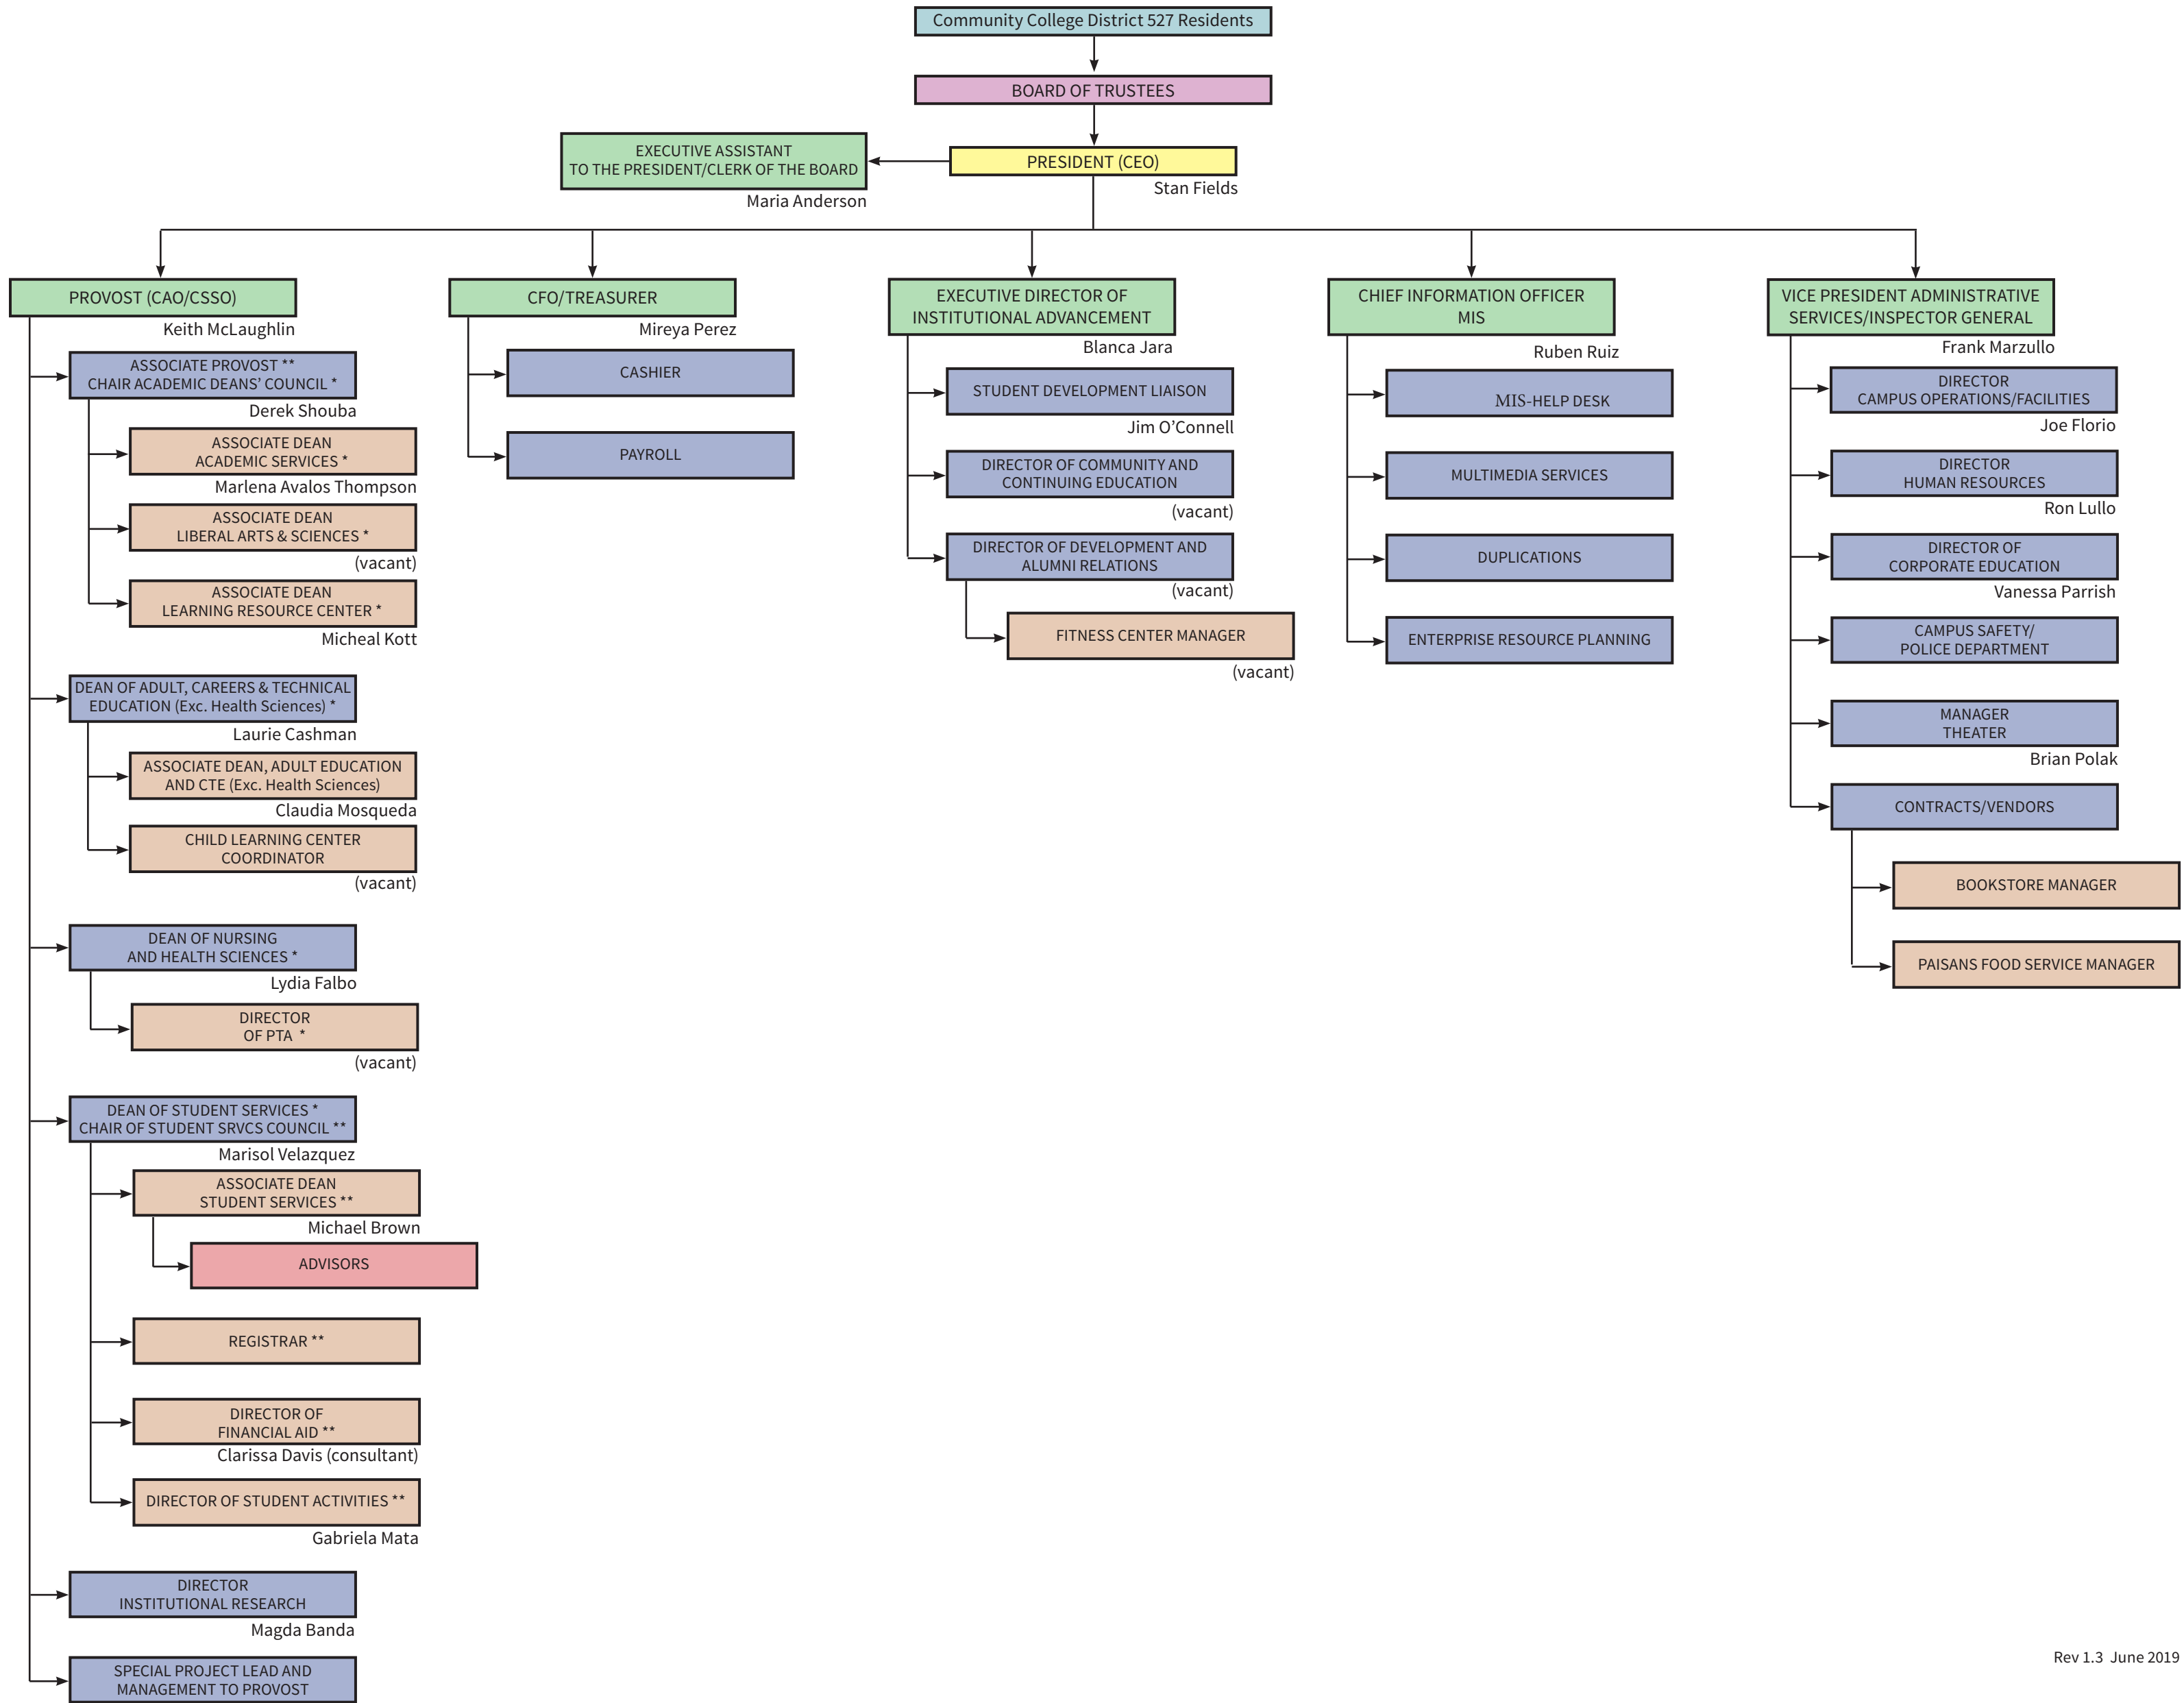 Community College District 527 Residents
BOARD OF TRUSTEES
EXECUTIVE ASSISTANT
TO THE PRESIDENT/CLERK OF THE BOARD
Maria Anderson
PRESIDENT (CEO)
Stan Fields
PROVOST (CAO/CSSO)
Keith McLaughlin
ASSOCIATE PROVOST **
CHAIR ACADEMIC DEANS’ COUNCIL *
Derek Shouba
ASSOCIATE DEAN
ACADEMIC SERVICES *
Marlena Avalos Thompson
ASSOCIATE DEAN
LIBERAL ARTS & SCIENCES *
(vacant)
ASSOCIATE DEAN
LEARNING RESOURCE CENTER *
Micheal Kott
DEAN OF ADULT, CAREERS & TECHNICAL
EDUCATION (Exc. Health Sciences) *
Laurie Cashman
ASSOCIATE DEAN, ADULT EDUCATION
AND CTE (Exc. Health Sciences)
Claudia Mosqueda
CHILD LEARNING CENTER
COORDINATOR
(vacant)
DEAN OF NURSING
AND HEALTH SCIENCES *
Lydia Falbo
DIRECTOR
OF PTA *
(vacant)
DEAN OF STUDENT SERVICES *
CHAIR OF STUDENT SRVCS COUNCIL **
Marisol Velazquez
ASSOCIATE DEAN
STUDENT SERVICES **
Michael Brown
ADVISORS
REGISTRAR **
DIRECTOR OF
FINANCIAL AID **
Clarissa Davis (consultant)
DIRECTOR OF STUDENT ACTIVITIES **
Gabriela Mata
DIRECTOR
INSTITUTIONAL RESEARCH
Magda Banda
SPECIAL PROJECT LEAD AND
MANAGEMENT TO PROVOST
CFO/TREASURER
Mireya Perez
CASHIER
PAYROLL
EXECUTIVE DIRECTOR OF
INSTITUTIONAL ADVANCEMENT
Blanca Jara
STUDENT DEVELOPMENT LIAISON
Jim O’Connell
DIRECTOR OF COMMUNITY AND
CONTINUING EDUCATION
(vacant)
DIRECTOR OF DEVELOPMENT AND
ALUMNI RELATIONS
(vacant)
FITNESS CENTER MANAGER
(vacant)
CHIEF INFORMATION OFFICER
MIS
Ruben Ruiz
MIS-HELP DESK
MULTIMEDIA SERVICES
DUPLICATIONS
ENTERPRISE RESOURCE PLANNING
VICE PRESIDENT ADMINISTRATIVE
SERVICES/INSPECTOR GENERAL
Frank Marzullo
DIRECTOR
CAMPUS OPERATIONS/FACILITIES
Joe Florio
DIRECTOR
HUMAN RESOURCES
Ron Lullo
DIRECTOR OF
CORPORATE EDUCATION
Vanessa Parrish
CAMPUS SAFETY/
POLICE DEPARTMENT
MANAGER
THEATER
Brian Polak
CONTRACTS/VENDORS
BOOKSTORE MANAGER
PAISANS FOOD SERVICE MANAGER
Rev 1.3 June 2019